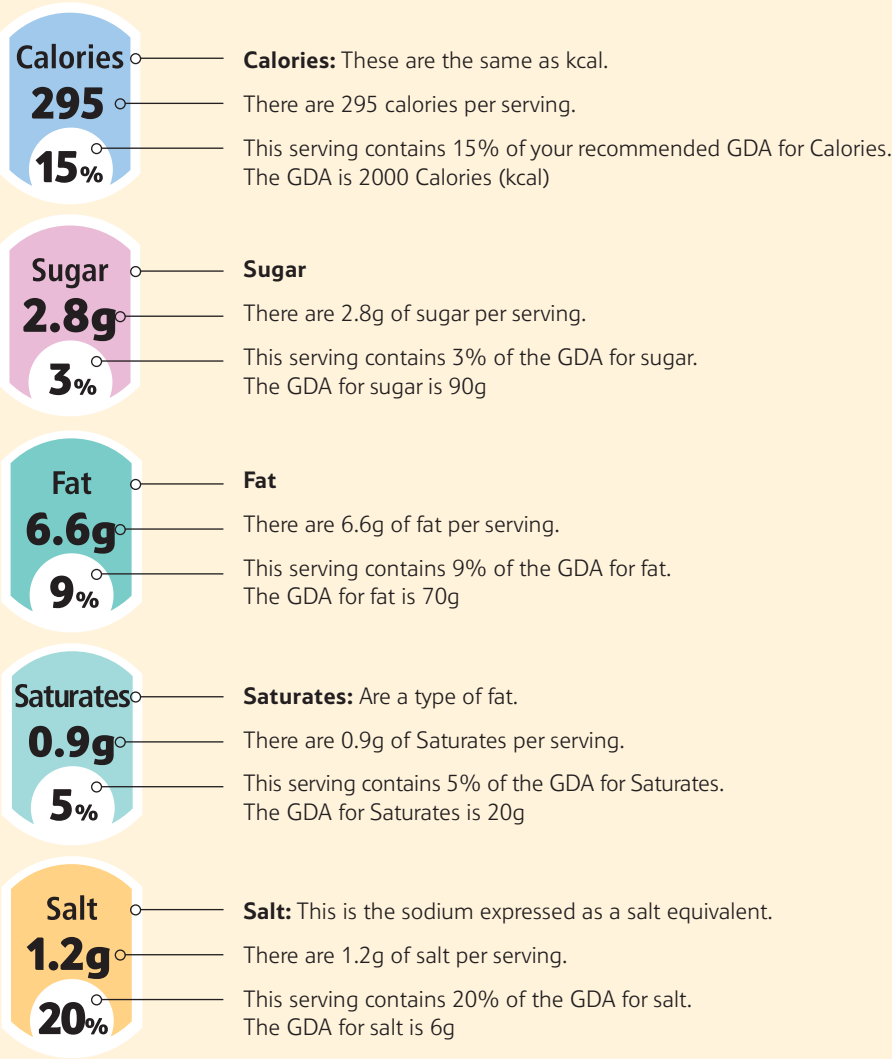 Calories
295
15%
Calories: These are the same as kcal.
There are 295 calories per serving.
This serving contains 15% of your recommended GDA for Calories.
The GDA is 2000 Calories (kcal)
Sugar
2.8g
3%
Sugar
There are 2.8g of sugar per serving.
This serving contains 3% of the GDA for sugar.
The GDA for sugar is 90g
Fat
6.6g
9%
Fat
There are 6.6g of fat per serving.
This serving contains 9% of the GDA for fat.
The GDA for fat is 70g
Saturates
0.9g
5%
Saturates: Are a type of fat.
There are 0.9g of Saturates per serving.
This serving contains 5% of the GDA for Saturates.
The GDA for Saturates is 20g
Salt
1.2g
20%
Salt: This is the sodium expressed as a salt equivalent.
There are 1.2g of salt per serving.
This serving contains 20% of the GDA for salt.
The GDA for salt is 6g